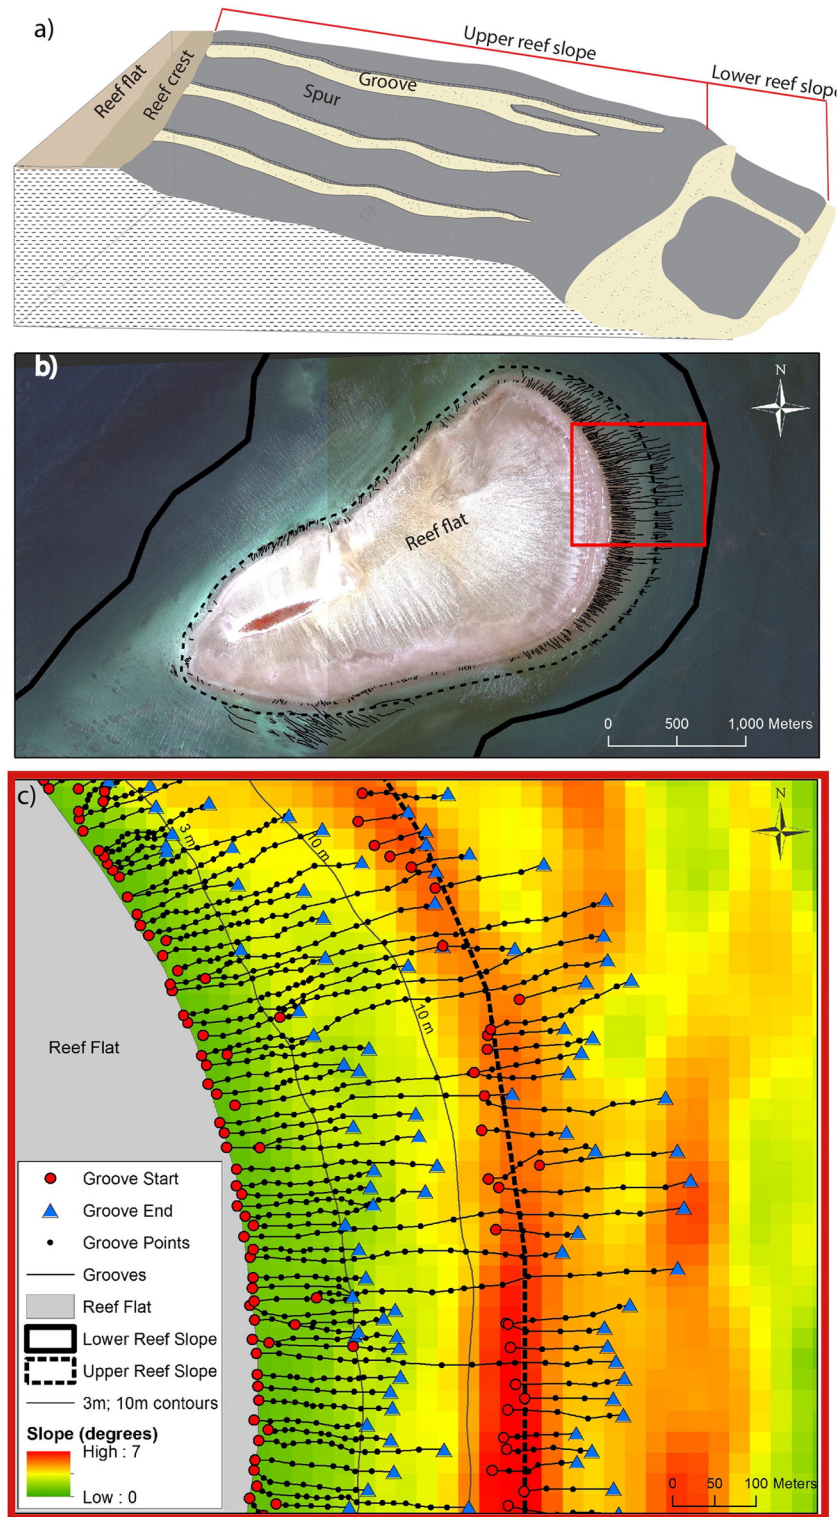 a)
Upper reef slope
Lower reef slop
Reef flat
Reef crest
Groove
Spur
b)
N
Reef flat
0 500 1,000 Meters
c)
N
3 m
10 m
10 m
Reef Flat
Groove Start
Groove End
Groove Points
Grooves
Reef Flat
Lower Reef Slope
Upper Reef Slope
3m; 10m contours
Slope (degrees)
High : 7
Low : 0
0 50 100 Meters